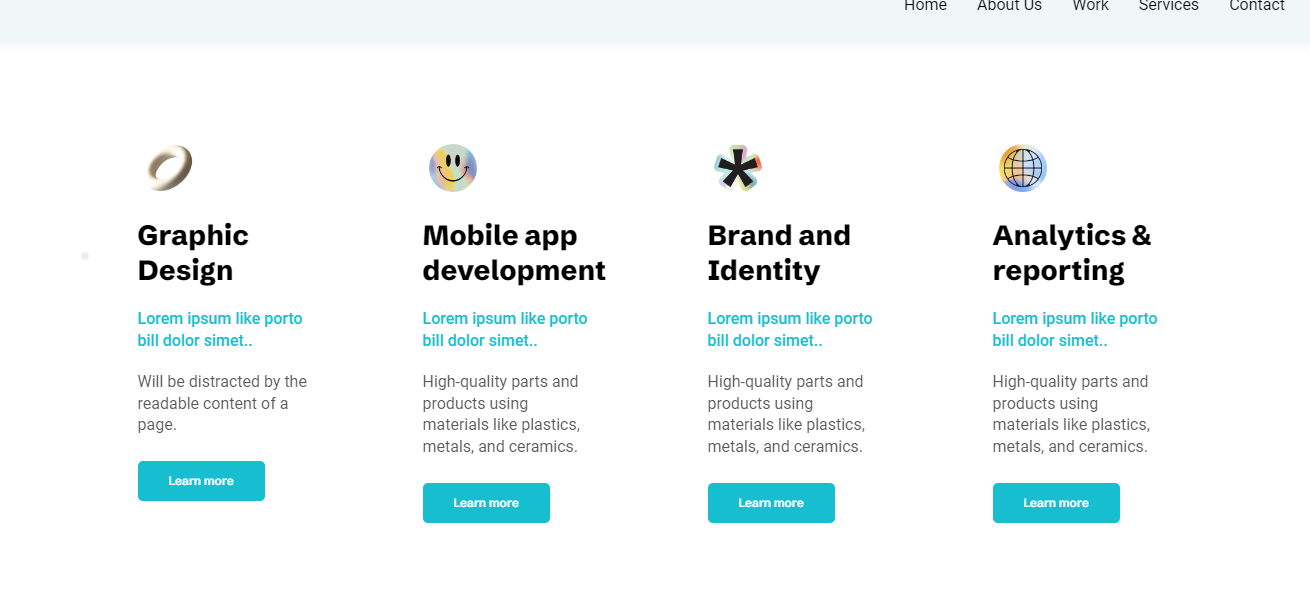 Home About Us Work Services Contact
Graphic
Design
Lorem ipsum like porto
bill dolor simet..
Will be distracted by the
readable content of a
page.
Learn more
Mobile app
development
Lorem ipsum like porto
bill dolor simet..
High-quality parts and
products using
materials like plastics,
metals, and ceramics.
Learn more
Brand and
Identity
Lorem ipsum like porto
bill dolor simet..
High-quality parts and
products using
materials like plastics,
metals, and ceramics.
Learn more
Analytics &
reporting
Lorem ipsum like porto
bill dolor simet..
High-quality parts and
products using
materials like plastics,
metals, and ceramics.
Learn more